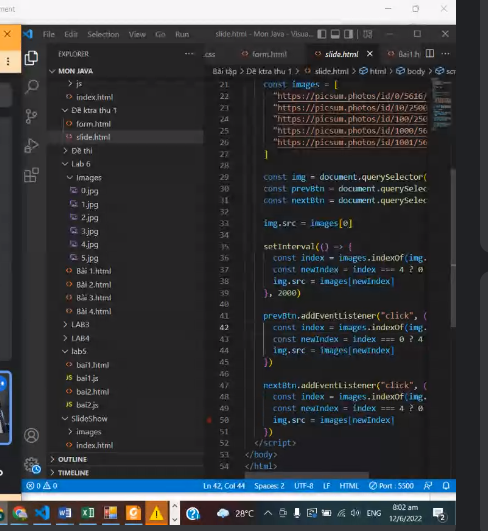 ment
File Edit Selection View Go Run
slide.html - Mon Java - Visua...
EXPLORER
.css
form.html
slide.html
Bài 1.h
MON JAVA
Bài tập > Đề ktra thu 1 > slide.html > html > body > scr
js
index.html
Đề ktra thu 1
form.html
slide.html
Đề thi
Lab 6
Images
0.jpg
1.jpg
2.jpg
3.jpg
4.jpg
5.jpg
Bài 1.html
Bài 2.html
Bài 3.html
Bài 4.html
LAB3
LAB4
lab5
bai1.html
JS bai1.js
bai2.html
JS bai2.js
SlideShow
images
index.html
OUTLINE
TIMELINE
21 const images = [
22 "https://picsum.photos/id/0/5616/
23 "https://picsum.photos/id/10/2500
24 "https://picsum.photos/id/100/250
25 "https://picsum.photos/id/1000/56
26 "https://picsum.photos/id/1001/56
27 ]
28
29 const img = document.querySelector(
30 const prevBtn = document.querySelec
31 const nextBtn = document.querySelec
32
33 img.src = images[0]
34
35 setInterval(() => {
36 const index = images.indexOf(img.
37 const newIndex = index === 4 ? 0
38 img.src = images[newIndex]
39 }, 2000)
40
41 prevBtn.addEventListener("click", (
42 const index = images.indexOf(img.
43 const newIndex = index === 0 ? 4
44 img.src = images[newIndex]
45 })
46
47 nextBtn.addEventListener("click", (
48 const index = images.indexOf(img.
49 const newIndex = index === 4 ? 0
50 img.src = images[newIndex]
51 })
52 </script>
53 </body>
54 </html>
0 0 Ln 42, Col 44 Spaces: 2 UTF-8 LF HTML Port : 5500
28°C ENG 8:02 am
12/6/2022 2